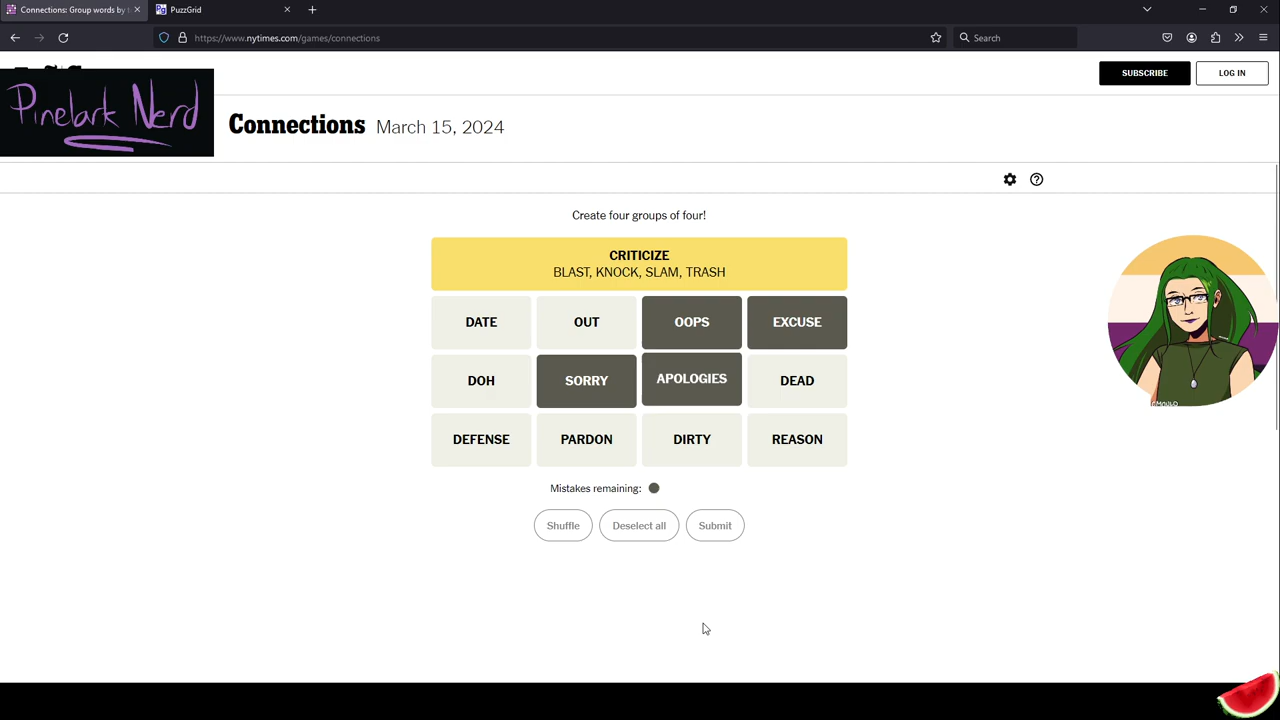 Connections: Group words by
PuzzGrid
https://www.nytimes.com/games/connections
Search
Pinelark Nerd
SUBSCRIBE
LOG IN
Connections March 15, 2024
Create four groups of four!
CRITICIZE
BLAST, KNOCK, SLAM, TRASH
DATE OUT OOPS EXCUSE
DOH SORRY APOLOGIES DEAD
DEFENSE PARDON DIRTY REASON
Mistakes remaining:
Shuffle Deselect all Submit